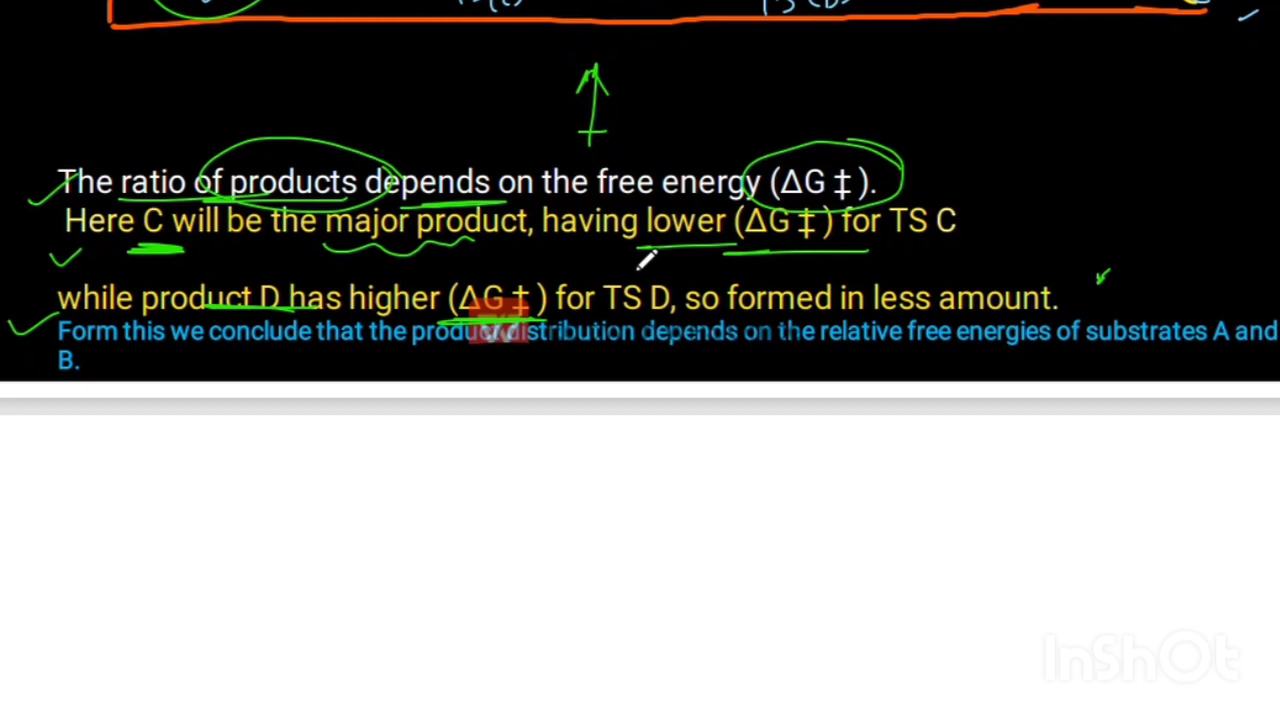 The ratio of products depends on the free energy (ΔG ‡ ).
Here C will be the major product, having lower (ΔG ‡ ) for TS C
while product D has higher (ΔG ‡ ) for TS D, so formed in less amount.
Form this we conclude that the product distribution depends on the relative free energies of substrates A and
B.
InShOt